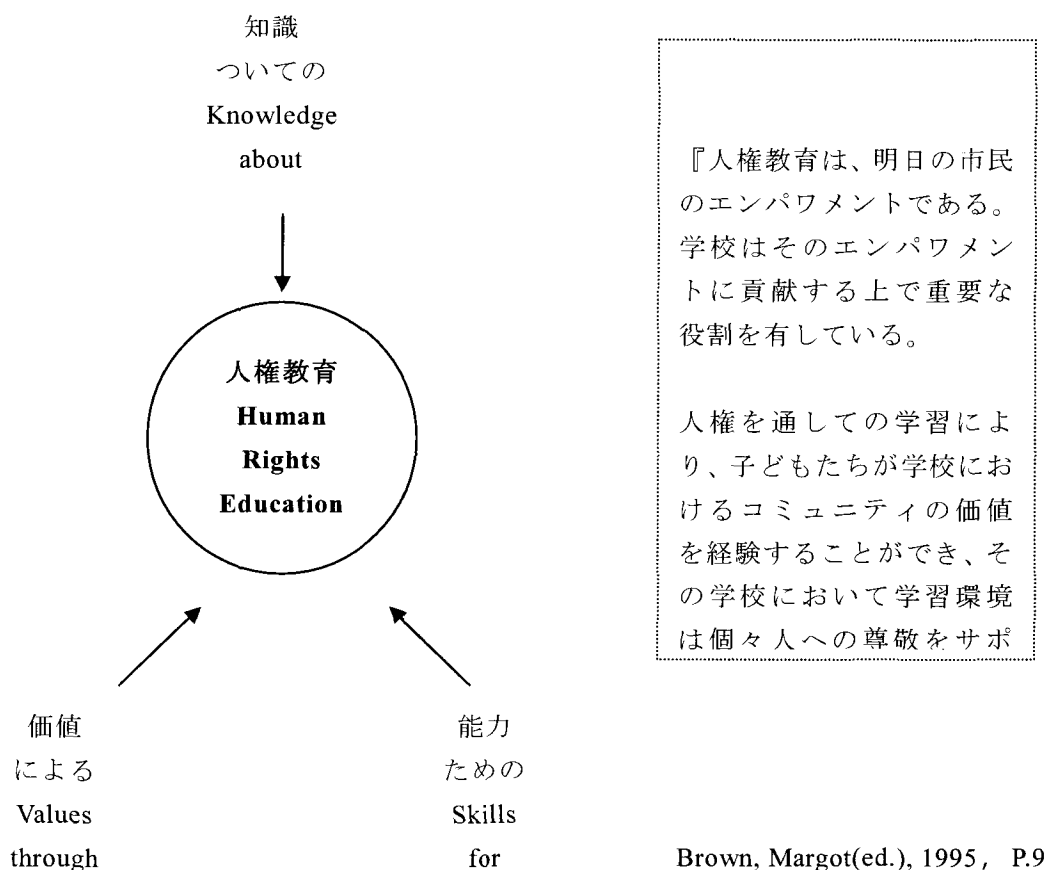 知識
ついての
Knowledge
about
人権教育
Human
Rights
Education
価値
による
Values
through
能力
ための
Skills
for
『人権教育は、明日の市民
のエンパワメントである。
学校はそのエンパワメン
トに貢献する上で重要な
役割を有している。
人権を通しての学習によ
り、子どもたちが学校にお
けるコミュニティの価値
を経験することができ、そ
の学校において学習環境
は個々人への尊敬をサポ
Brown, Margot(ed.), 1995, P.9